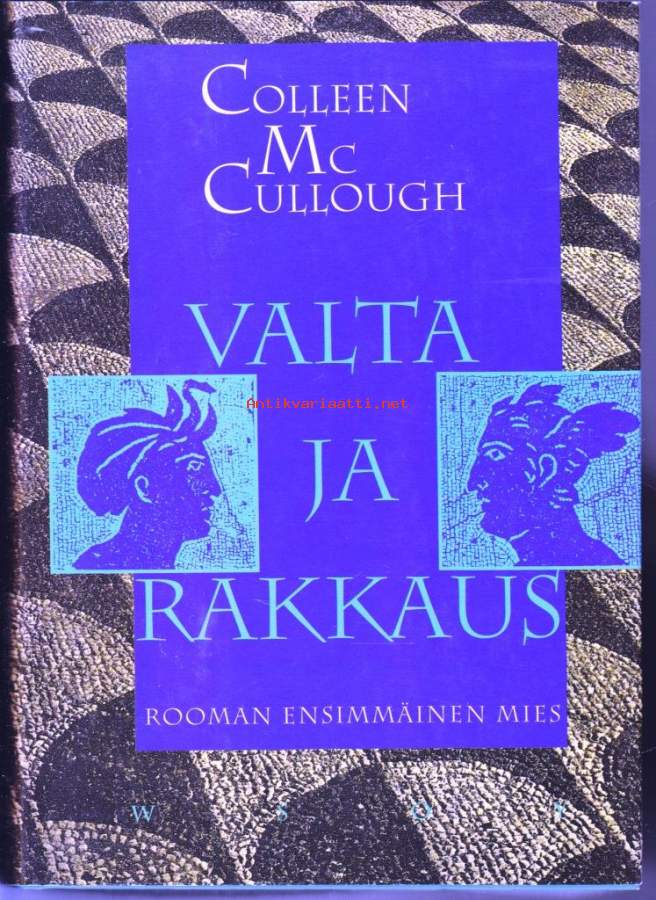 COLLEEN
MC
CULLOUGH
VALTA
Antikvariaatti.net
JA
RAKKAUS
ROOMAN ENSIMMÄINEN MIES
W S O Y